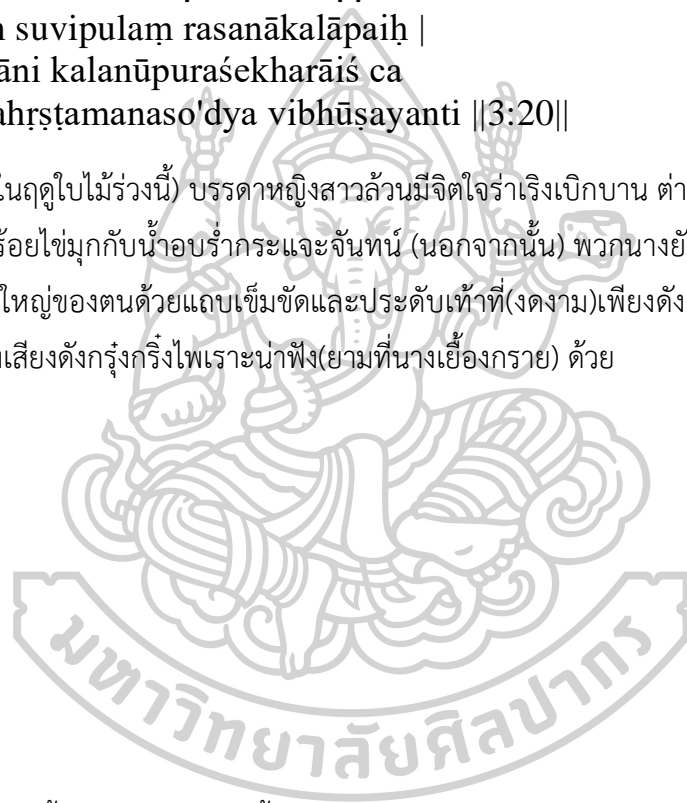 suvipulaṃ rasanākalāpaiḥ |
kalanūpuraśekharāiś ca
vibhūṣayanti ||3:20||
ในฤดูใบไม้ร่วงนี้) บรรดาหญิงสาวล้วนมีจิตใจร่าเริงเบิกบาน ต่า
ร้อยไข่มุกกับน้ำอบร่ำกระแจะจันทน์ (นอกจากนั้น) พวกนางยั
ใหญ่ของตนด้วยแถบเข็มขัดและประดับเท้าที่(งดงาม)เพียงดัง
เสียงดังกรุ๋งกริ๋งไพเราะน่าฟัง(ยามที่นางเยื้องกราย) ด้วย
มหาวิทยาลัยศิลปากร